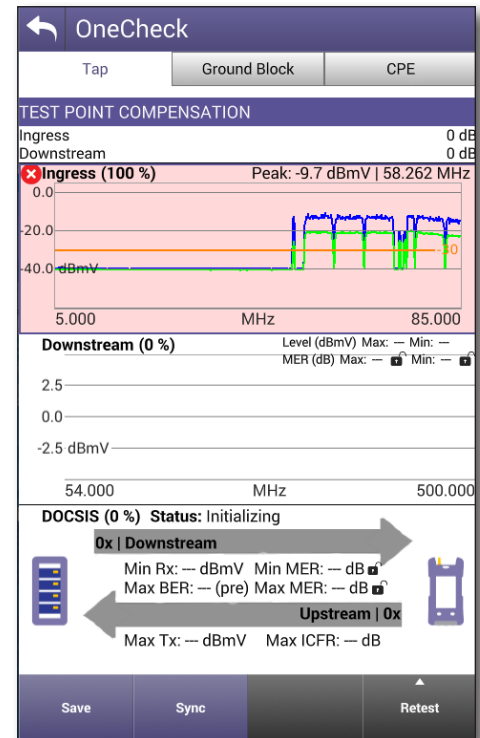 OneCheck
Tap Ground Block CPE
TEST POINT COMPENSATION
Ingress 0 dB
Downstream 0 dB
Ingress (100 %) Peak: -9.7 dBmV | 58.262 MHz
0.0
-20.0
-30
-40.0 dBmV
5.000 MHz 85.000
Downstream (0 %) Level (dBmV) Max: --- Min: ---
MER (dB) Max: --- Min: ---
2.5
0.0
-2.5 dBmV
54.000 MHz 500.000
DOCSIS (0 %) Status: Initializing
0x | Downstream
Min Rx: --- dBmV Min MER: --- dB
Max BER: --- (pre) Max MER: --- dB
Upstream | 0x
Max Tx: --- dBmV Max ICFR: --- dB
Save Sync Retest